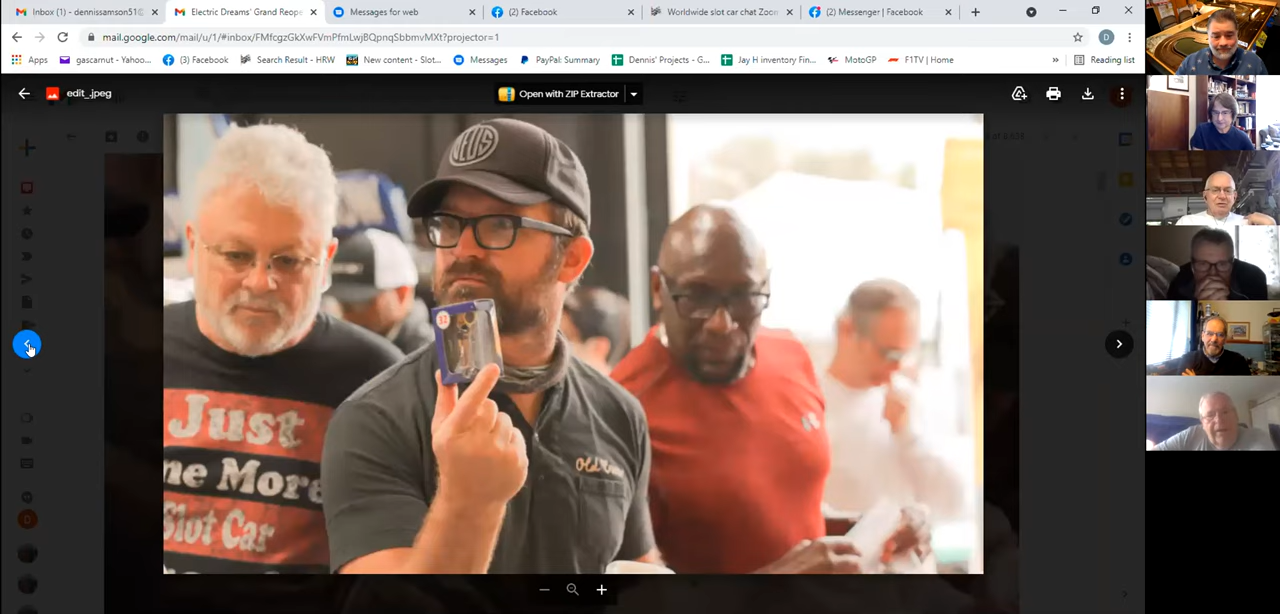 Inbox (1) - dennissamson51@
Electric Dreams' Grand Reope
Messages for web
(2) Facebook
Worldwide slot car chat Zoom
(2) Messenger | Facebook
mail.google.com/mail/u/1/#inbox/FMfcgzGkXwFVmPfmLwjBQpnqSbbmvMXt?projector=1
D
Apps
gascarnut - Yahoo...
(3) Facebook
Search Result - HRW
New content - Slot...
Messages
PayPal: Summary
Dennis' Projects - G...
Jay H inventory Fin...
MotoGP
F1TV | Home
»
Reading list
edit_.jpeg
Open with ZIP Extractor
DEUS
32
Just
ne More
Slot Car